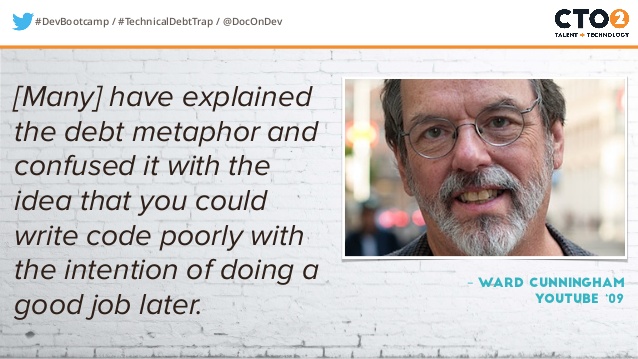 #DevBootcamp / #TechnicalDebtTrap / @DocOnDev
CTO2
TALENT + TECHNOLOGY
[Many] have explained
the debt metaphor and
confused it with the
idea that you could
write code poorly with
the intention of doing a
good job later.
- WARD CUNNINGHAM
YOUTUBE '09